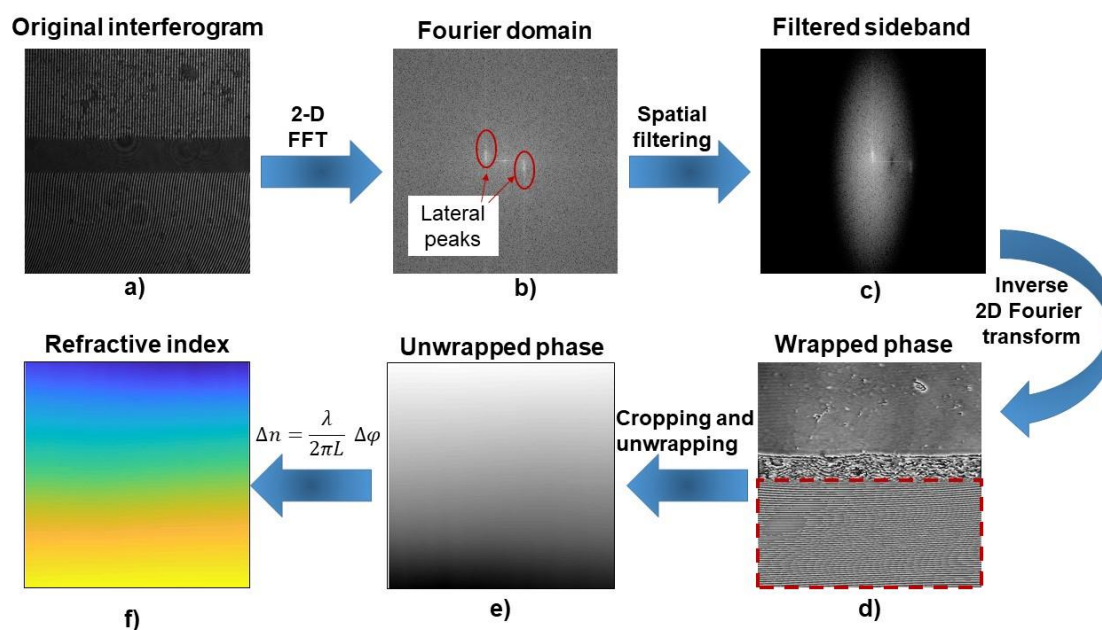 Original interferogram
Fourier domain
Filtered sideband
2-D
FFT
Spatial
filtering
Lateral
peaks
a)
b)
c)
Inverse
2D Fourier
transform
Refractive index
Unwrapped phase
Wrapped phase
Δn = λ/2πL Δφ
Cropping and
unwrapping
f)
e)
d)